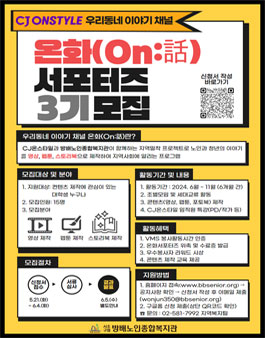 CJ ONSTYLE 우리동네 이야기 채널
온화(On:話)
서포터즈
3기 모집
신청서 작성
바로가기
우리동네 이야기 채널 온화(On:話)란?
CJ온스타일과 방배노인종합복지관이 함께하는 지역밀착 프로젝트로 노인과 청년의 이야기
를 영상, 웹툰, 스토리북으로 제작하여 지역사회에 알리는 프로그램
모집대상 및 분야
1. 지원대상: 컨텐츠 제작에 관심이 있는
대학생 누구나
2. 모집인원: 15명
3. 모집분야
영상 제작
웹툰 제작
스토리북 제작
모집절차
신청서
접수
서류
심사
결과
발표
5.21.(화)
~ 6.4.(화)
6.5.(수)
별도안내
활동기간 및 내용
1. 활동기간 : 2024. 6월 ~ 11월 (6개월 간)
2. 조별모임 및 세대교류 활동
3. 콘텐츠(영상, 웹툰, 포토북) 제작
4. CJ온스타일 임직원 특강(PD/작가 등)
활동혜택
1. VMS 봉사활동시간 인증
2. 온화서포터즈 위촉 및 수료증 발급
3. 우수봉사자 리워드 시상
4. 콘텐츠 제작 교육 제공
지원방법
1. 홈페이지 접속(www.bbsenior.org) →
공지사항 확인 → 신청서 작성 후 이메일 제출
(wonjun350@bbsenior.org)
2. 구글폼 신청 제출(상단 QR코드 확인)
☎ 문의 : 02-581-7992 지역복지팀
방배노인종합복지관